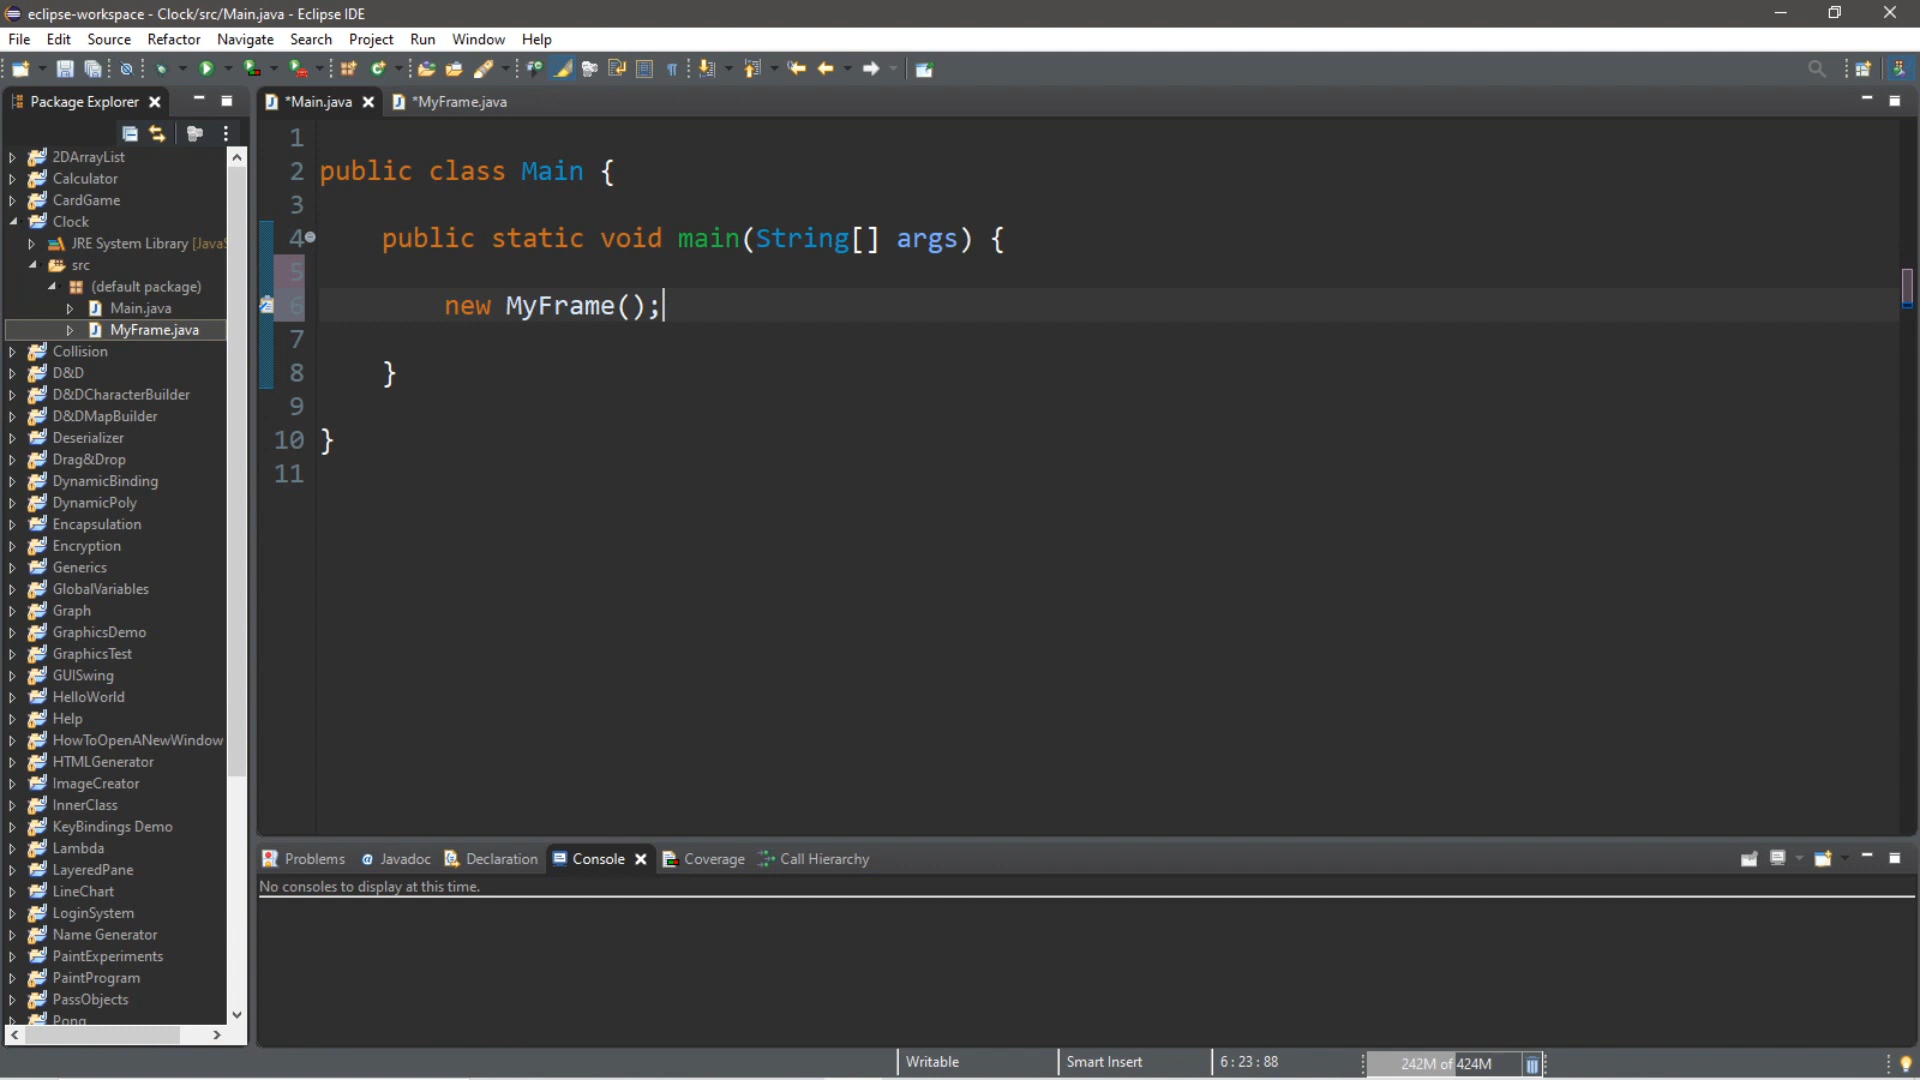 eclipse-workspace - Clock/src/Main.java - Eclipse IDE
File Edit Source Refactor Navigate Search Project Run Window Help
Package Explorer
*Main.java *MyFrame.java
2DArrayList
Calculator
CardGame
Clock
JRE System Library [JavaS
src
(default package)
Main.java
MyFrame.java
Collision
D&D
D&DCharacterBuilder
D&DMapBuilder
Deserializer
Drag&Drop
DynamicBinding
DynamicPoly
Encapsulation
Encryption
Generics
GlobalVariables
Graph
GraphicsDemo
GraphicsTest
GUISwing
HelloWorld
Help
HowToOpenANewWindow
HTMLGenerator
ImageCreator
InnerClass
KeyBindings Demo
Lambda
LayeredPane
LineChart
LoginSystem
Name Generator
PaintExperiments
PaintProgram
PassObjects
Pong
1
2 public class Main {
3
4 public static void main(String[] args) {
5
6 new MyFrame();
7
8 }
9
10 }
11
Problems Javadoc Declaration Console Coverage Call Hierarchy
No consoles to display at this time.
Writable Smart Insert 6 : 23 : 88 242M of 424M